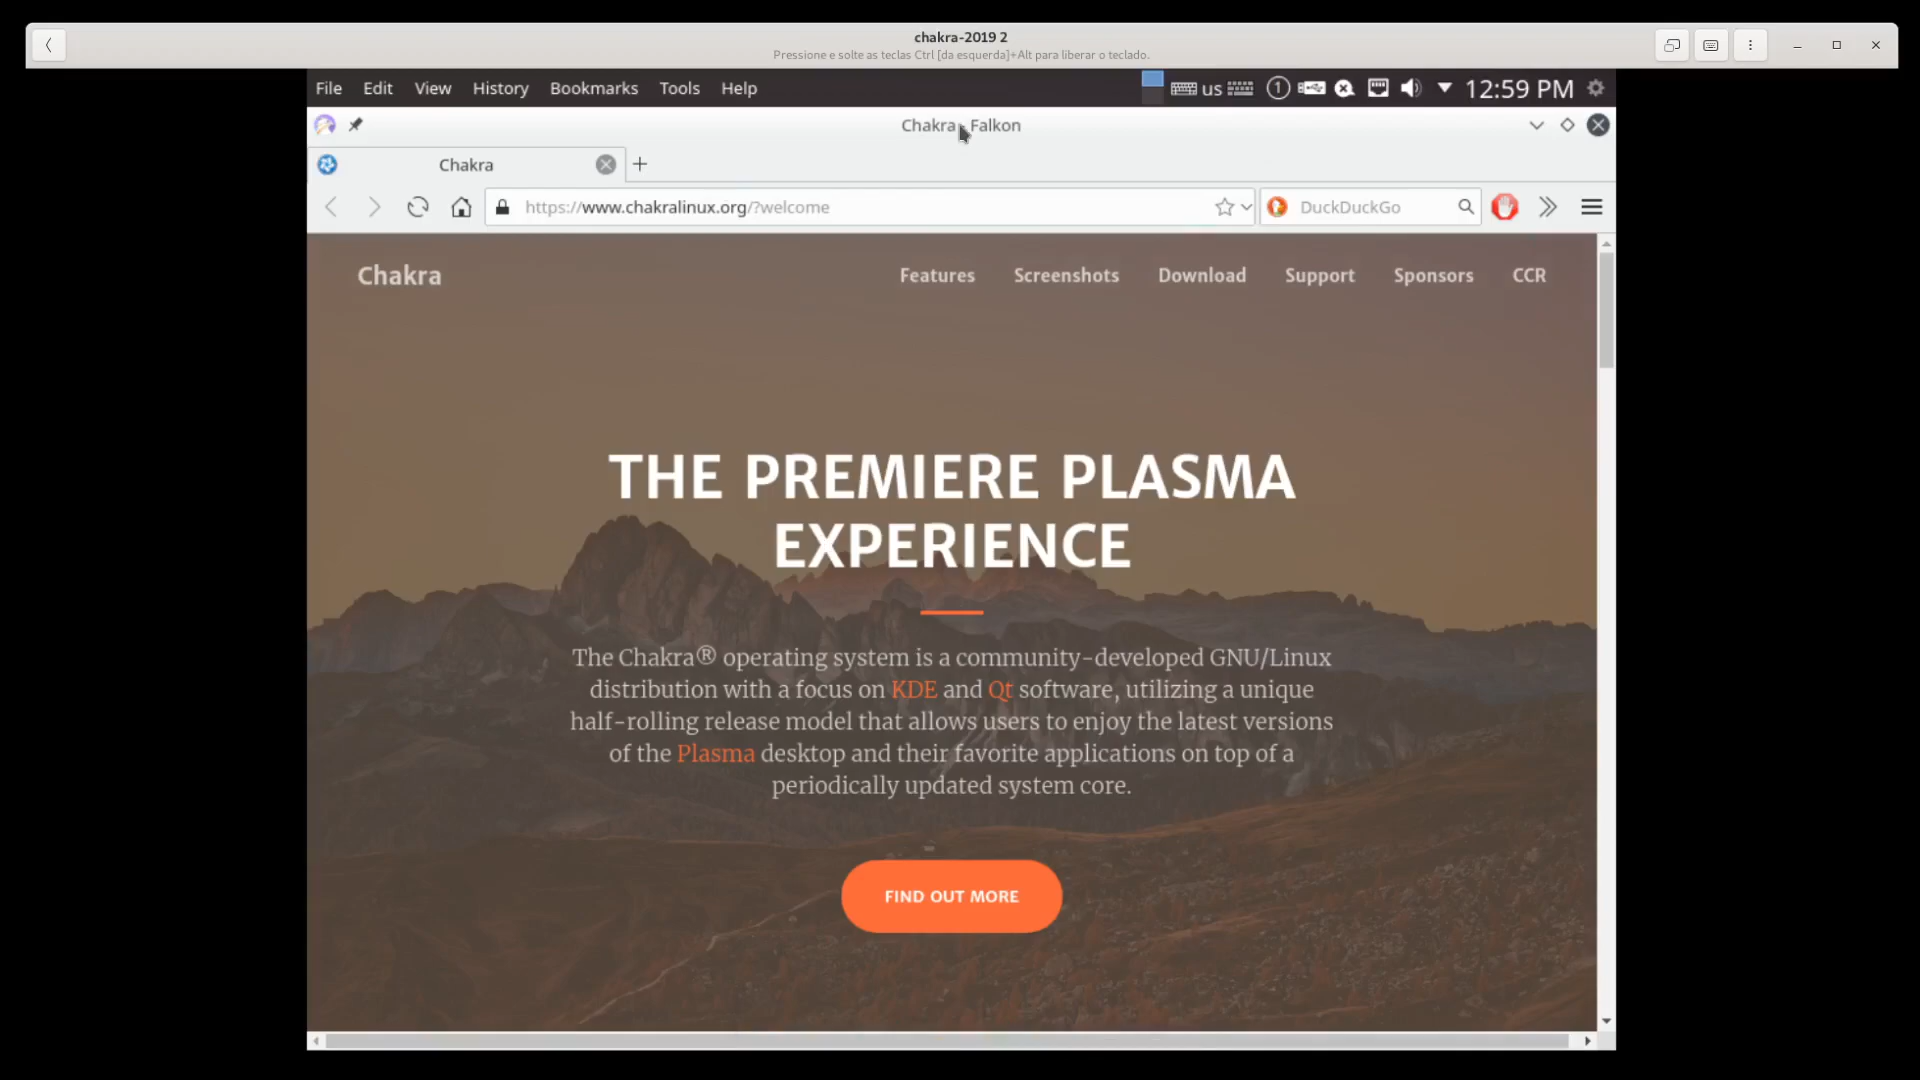 chakra-2019 2
Pressione e solte as teclas Ctrl [da esquerda]+Alt para liberar o teclado.
File Edit View History Bookmarks Tools Help us 1 12:59 PM
Chakra - Falkon
Chakra
https://www.chakralinux.org/?welcome DuckDuckGo
Chakra Features Screenshots Download Support Sponsors CCR
THE PREMIERE PLASMA
EXPERIENCE
The Chakra® operating system is a community-developed GNU/Linux
distribution with a focus on KDE and Qt software, utilizing a unique
half-rolling release model that allows users to enjoy the latest versions
of the Plasma desktop and their favorite applications on top of a
periodically updated system core.
FIND OUT MORE